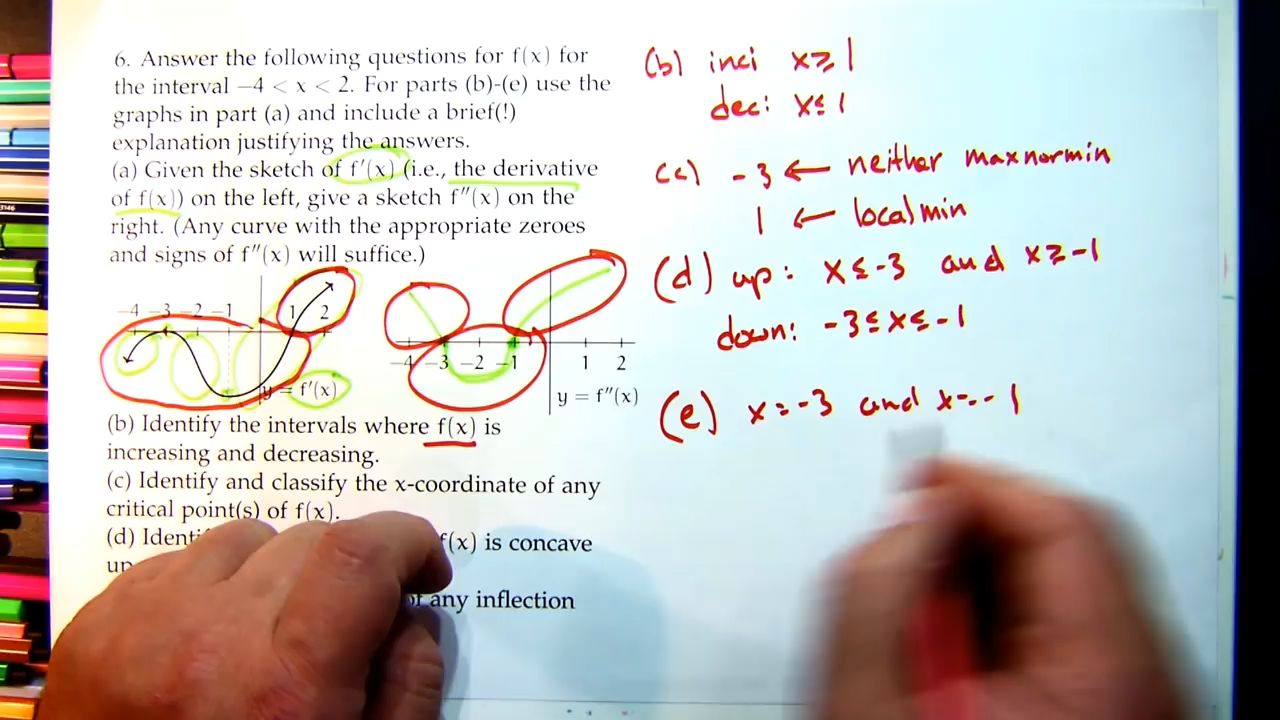 6. Answer the following questions for f(x) for
the interval −4 < x < 2. For parts (b)-(e) use the
graphs in part (a) and include a brief(!)
explanation justifying the answers.
(a) Given the sketch of f′(x) (i.e., the derivative
of f(x)) on the left, give a sketch f″(x) on the
right. (Any curve with the appropriate zeroes
and signs of f″(x) will suffice.)
−4 −3 −2 −1 1 2
y = f′(x)
−4 −3 −2 −1 1 2
y = f″(x)
(b) Identify the intervals where f(x) is
increasing and decreasing.
(c) Identify and classify the x-coordinate of any
critical point(s) of f(x).
(d) f(x) is concave
up
any inflection
(b) inc: x ≥ 1
dec: x ≤ 1
(c) -3 ← neither max nor min
1 ← local min
(d) up: x ≤ -3 and x ≥ -1
down: -3 ≤ x ≤ -1
(e) x = -3 and x = -1